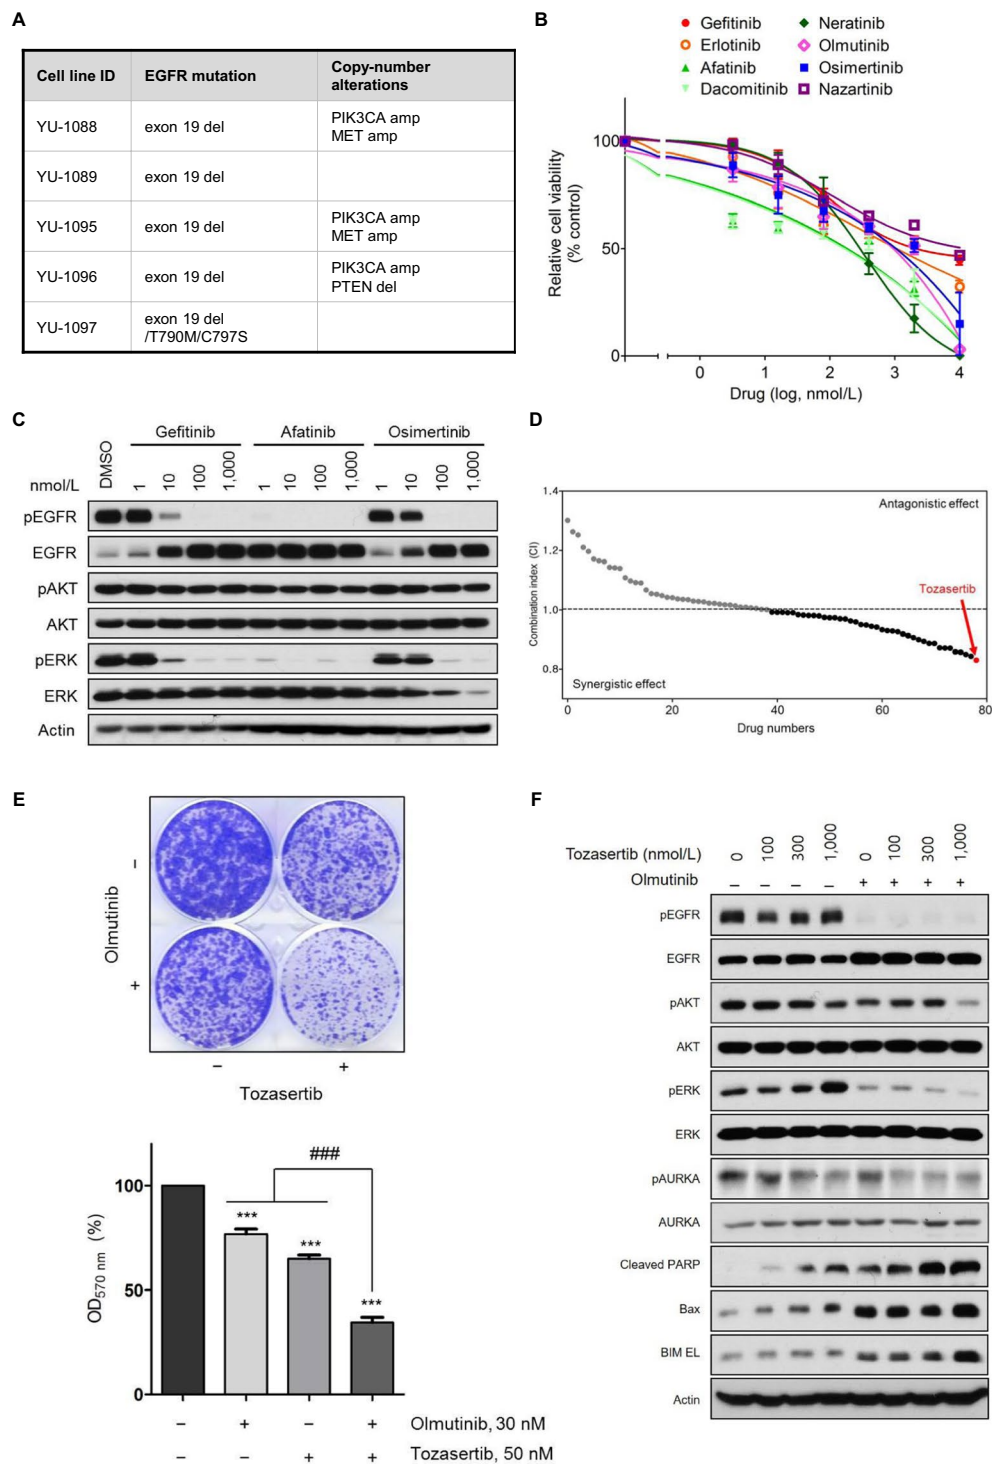 A
Cell line ID EGFR mutation Copy-number
alterations
YU-1088 exon 19 del PIK3CA amp
MET amp
YU-1089 exon 19 del
YU-1095 exon 19 del PIK3CA amp
MET amp
YU-1096 exon 19 del PIK3CA amp
PTEN del
YU-1097 exon 19 del
/T790M/C797S
B
Gefitinib Neratinib
Erlotinib Olmutinib
Afatinib Osimertinib
Dacomitinib Nazartinib
Relative cell viability
(% control)
100
50
0
0 1 2 3 4
Drug (log, nmol/L)
C
Gefitinib Afatinib Osimertinib
nmol/L DMSO 1 10 100 1,000 1 10 100 1,000 1 10 100 1,000
pEGFR
EGFR
pAKT
AKT
pERK
ERK
Actin
D
Combination index (CI)
1.4
1.2
1.0
0.8
Antagonistic effect
Tozasertib
Synergistic effect
0 20 40 60 80
Drug numbers
E
Olmutinib
–
+
– +
Tozasertib
###
OD570 nm (%)
100
50
0
*** *** ***
– + – + Olmutinib, 30 nM
– – + + Tozasertib, 50 nM
F
Tozasertib (nmol/L) 0 100 300 1,000 0 100 300 1,000
Olmutinib – – – – + + + +
pEGFR
EGFR
pAKT
AKT
pERK
ERK
pAURKA
AURKA
Cleaved PARP
Bax
BIM EL
Actin